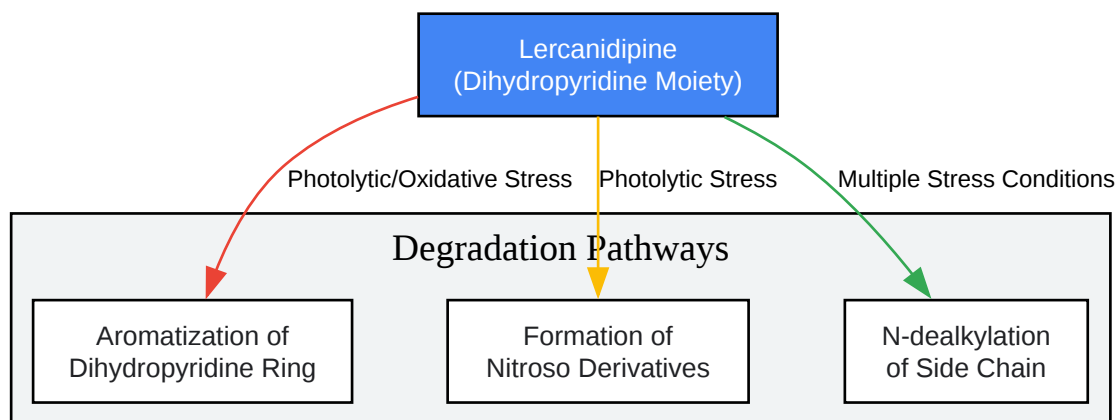 Lercanidipine
(Dihydropyridine Moiety)
Photolytic/Oxidative Stress
Photolytic Stress
Multiple Stress Conditions
Degradation Pathways
Aromatization of
Dihydropyridine Ring
Formation of
Nitroso Derivatives
N-dealkylation
of Side Chain